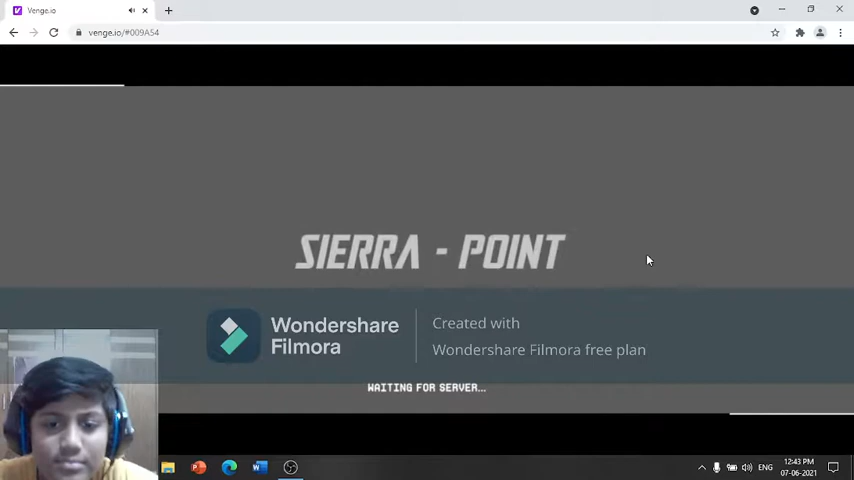 Venge.io
venge.io/#009A54
SIERRA - POINT
Wondershare
Filmora
Created with
Wondershare Filmora free plan
WAITING FOR SERVER...
ENG
12:43 PM
07-06-2021